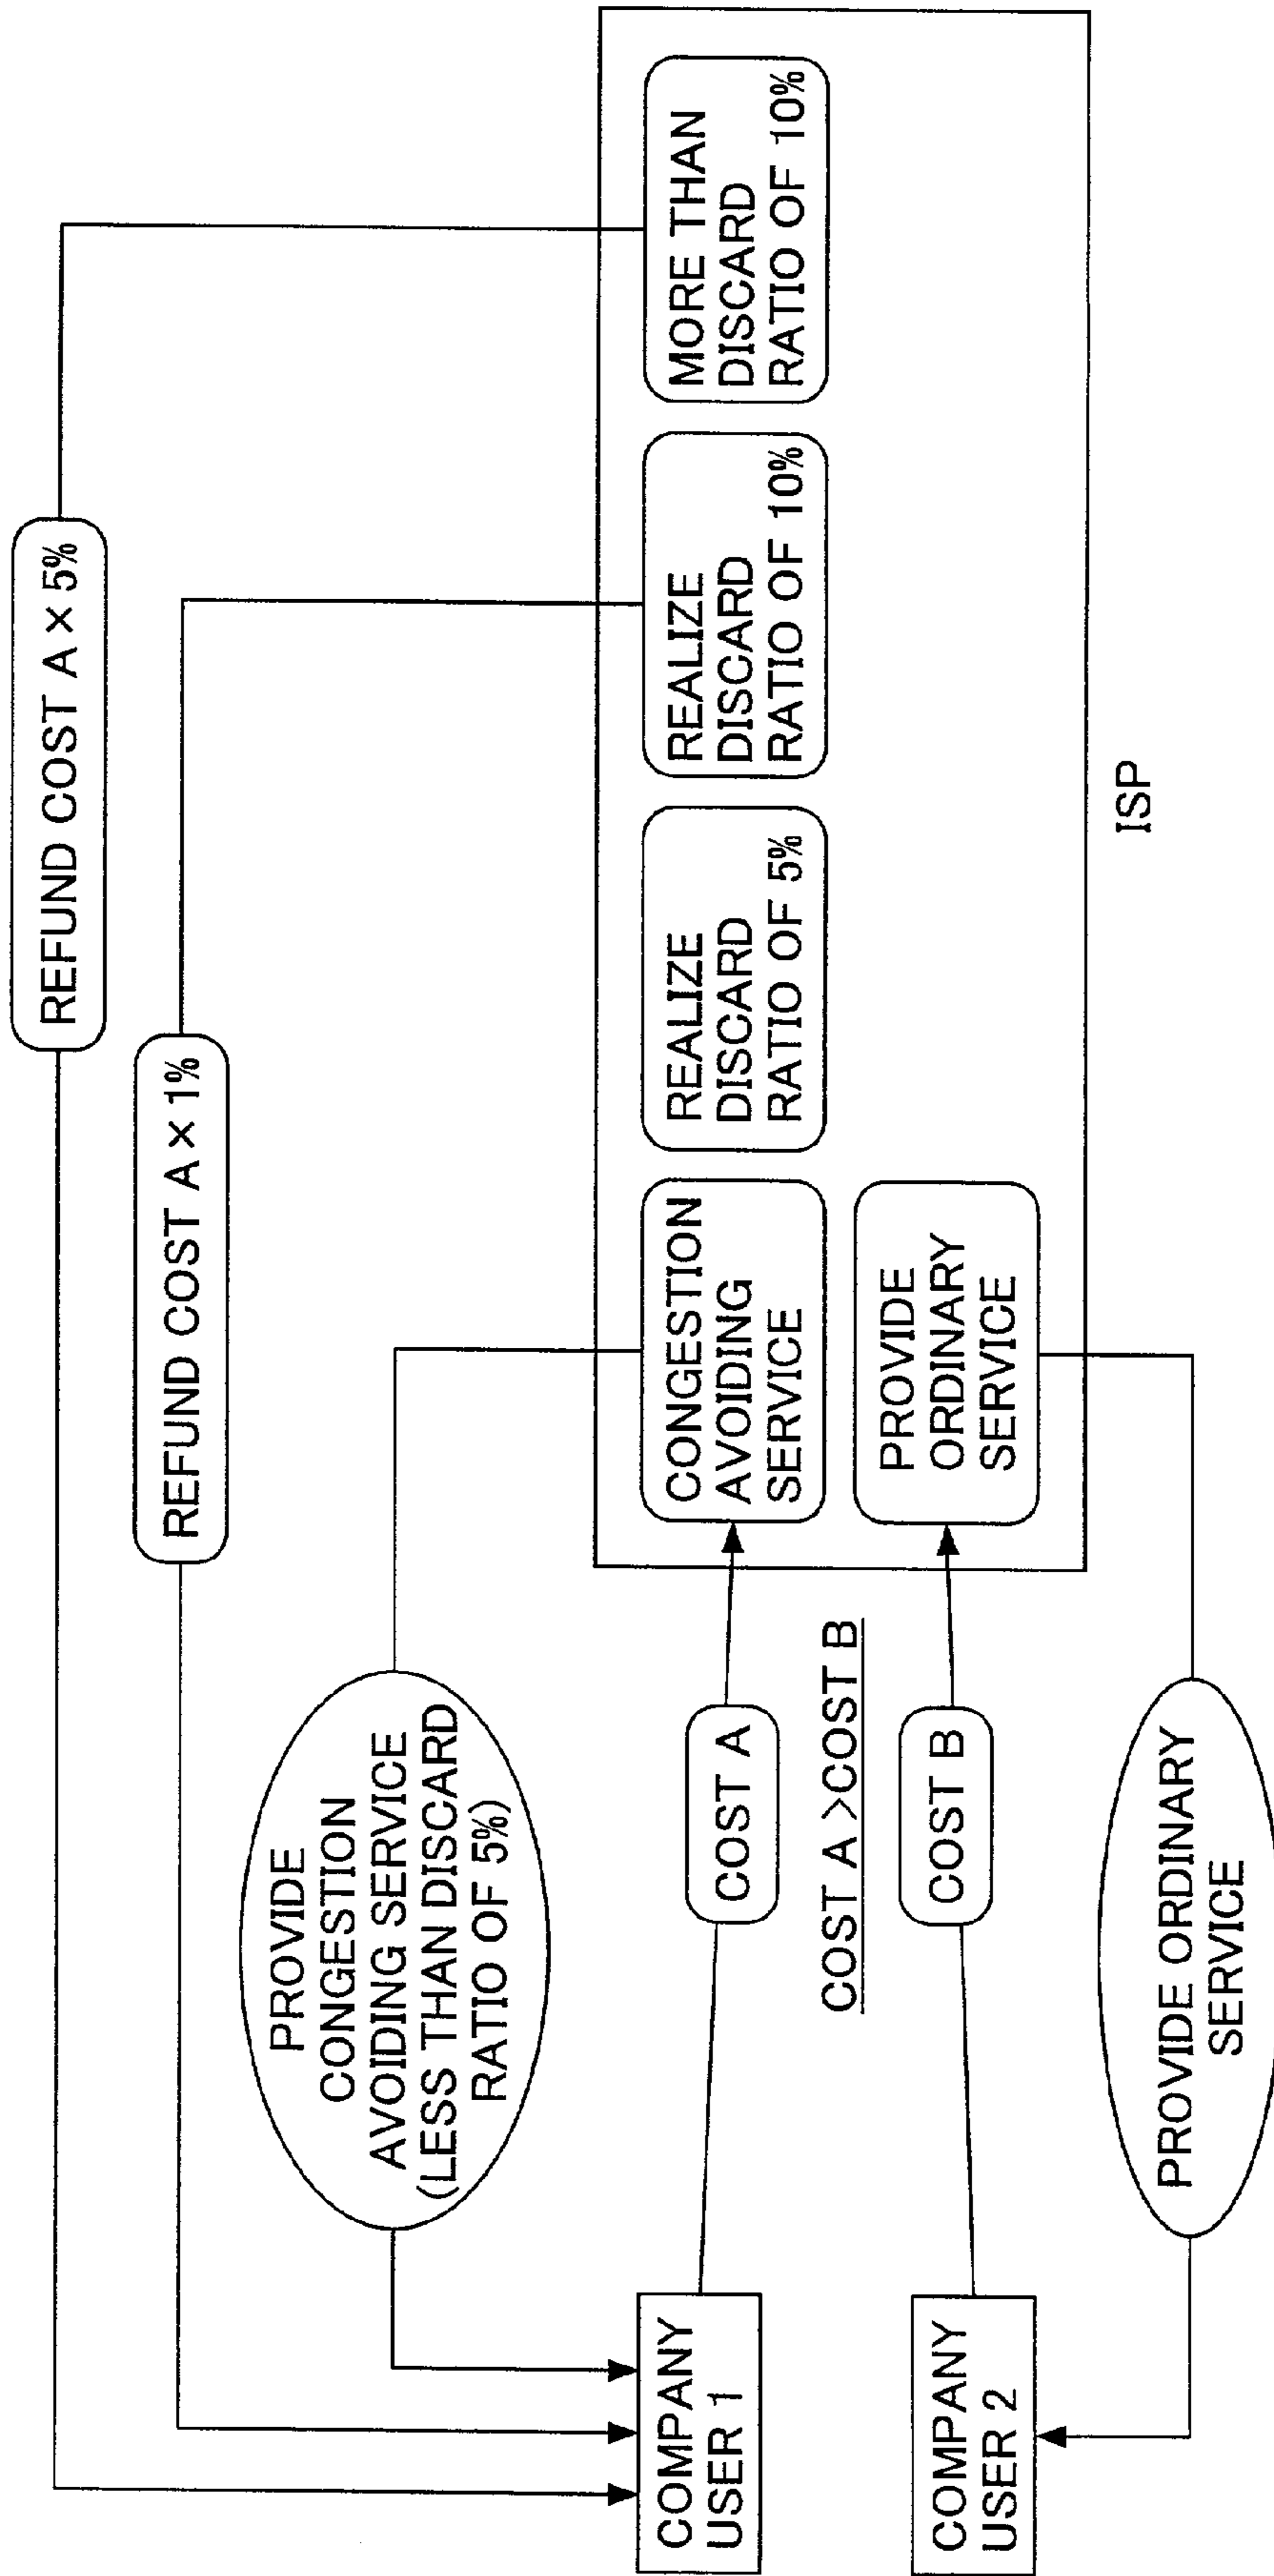 REFUND COST A × 5%
REFUND COST A × 1%
PROVIDE
CONGESTION
AVOIDING SERVICE
(LESS THAN DISCARD
RATIO OF 5%)
COMPANY
USER 1
COST A
CONGESTION
AVOIDING
SERVICE
REALIZE
DISCARD
RATIO OF 5%
REALIZE
DISCARD
RATIO OF 10%
MORE THAN
DISCARD
RATIO OF 10%
COST A >COST B
COMPANY
USER 2
COST B
PROVIDE
ORDINARY
SERVICE
PROVIDE ORDINARY
SERVICE
ISP